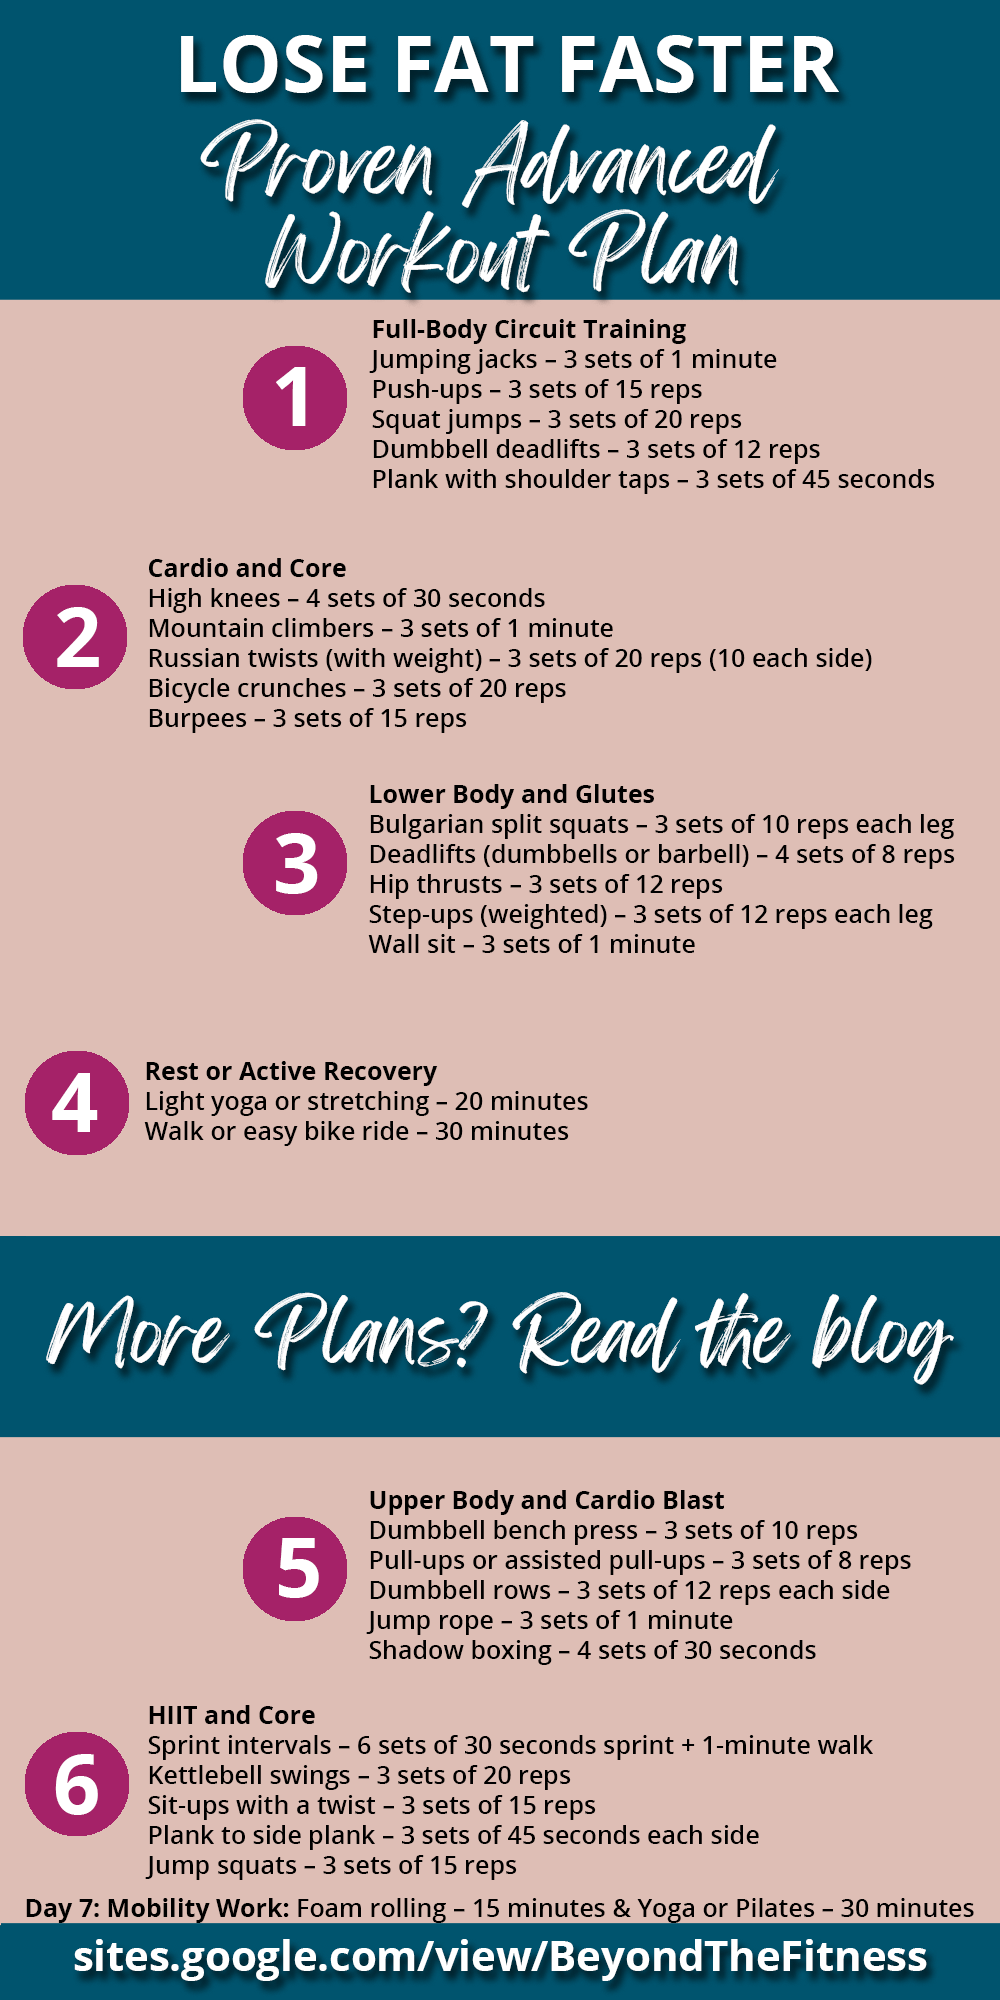 LOSE FAT FASTER
Proven Advanced
Workout Plan
1
Full-Body Circuit Training
Jumping jacks – 3 sets of 1 minute
Push-ups – 3 sets of 15 reps
Squat jumps – 3 sets of 20 reps
Dumbbell deadlifts – 3 sets of 12 reps
Plank with shoulder taps – 3 sets of 45 seconds
2
Cardio and Core
High knees – 4 sets of 30 seconds
Mountain climbers – 3 sets of 1 minute
Russian twists (with weight) – 3 sets of 20 reps (10 each side)
Bicycle crunches – 3 sets of 20 reps
Burpees – 3 sets of 15 reps
3
Lower Body and Glutes
Bulgarian split squats – 3 sets of 10 reps each leg
Deadlifts (dumbbells or barbell) – 4 sets of 8 reps
Hip thrusts – 3 sets of 12 reps
Step-ups (weighted) – 3 sets of 12 reps each leg
Wall sit – 3 sets of 1 minute
4
Rest or Active Recovery
Light yoga or stretching – 20 minutes
Walk or easy bike ride – 30 minutes
More Plans? Read the blog
5
Upper Body and Cardio Blast
Dumbbell bench press – 3 sets of 10 reps
Pull-ups or assisted pull-ups – 3 sets of 8 reps
Dumbbell rows – 3 sets of 12 reps each side
Jump rope – 3 sets of 1 minute
Shadow boxing – 4 sets of 30 seconds
6
HIIT and Core
Sprint intervals – 6 sets of 30 seconds sprint + 1-minute walk
Kettlebell swings – 3 sets of 20 reps
Sit-ups with a twist – 3 sets of 15 reps
Plank to side plank – 3 sets of 45 seconds each side
Jump squats – 3 sets of 15 reps
Day 7: Mobility Work: Foam rolling – 15 minutes & Yoga or Pilates – 30 minutes
sites.google.com/view/BeyondTheFitness